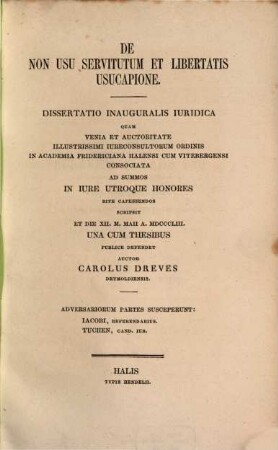 DE
NON USU SERVITUTUM ET LIBERTATIS
USUCAPIONE.
DISSERTATIO INAUGURALIS IURIDICA
QUAM
VENIA ET AUCTORITATE
ILLUSTRISSIMI IURECONSULTORUM ORDINIS
IN ACADEMIA FRIDERICIANA HALENSI CUM VITEBERGENSI
CONSOCIATA
AD SUMMOS
IN IURE UTROQUE HONORES
RITE CAPESSENDOS
SCRIPSIT
ET DIE XII. M. MAII A. MDCCCLIII.
UNA CUM THESIBUS
PUBLICE DEFENDET
AUCTOR
CAROLUS DREVES
DETMOLDIENSIS.
ADVERSARIORUM PARTES SUSCEPERUNT:
IACOBI, REFERENDARIUS.
TUCHEN, CAND. IUR.
HALIS
TYPIS HENDELII.